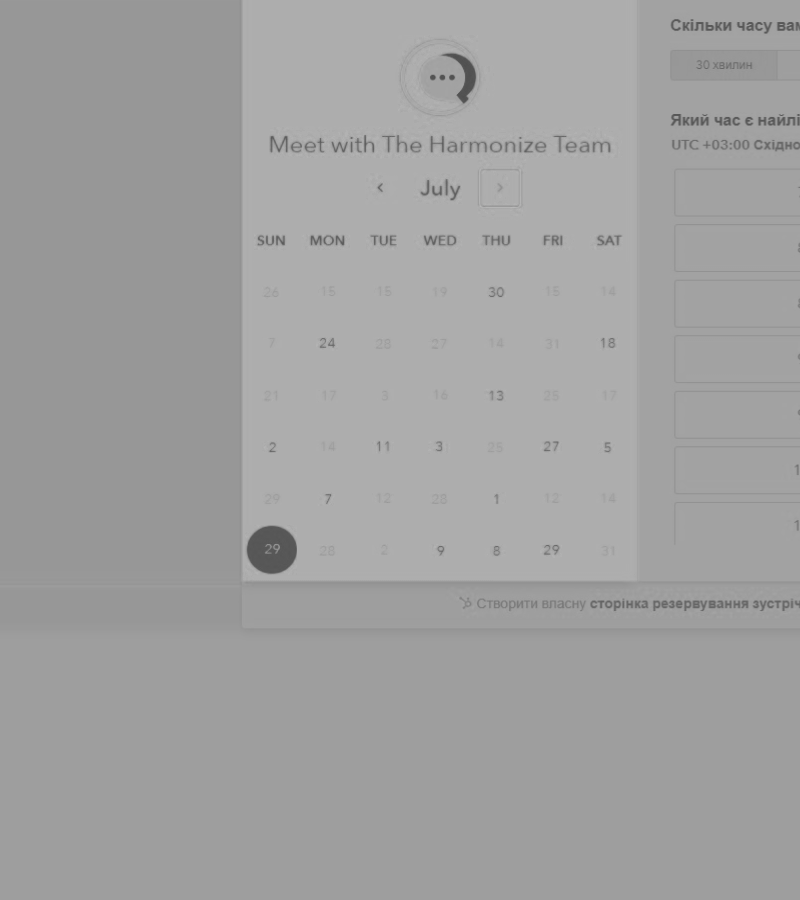 Meet with The Harmonize Team
‹ July ›
SUN MON TUE WED THU FRI SAT
26 15 15 19 30 15 14
7 24 28 27 14 31 18
21 17 3 16 13 25 17
2 14 11 3 25 27 5
29 7 12 28 1 12 14
29 28 2 9 8 29 31
Скільки часу вам
30 хвилин
Який час є найлі
UTC +03:00 Східно
Створити власну сторінка резервування зустріч